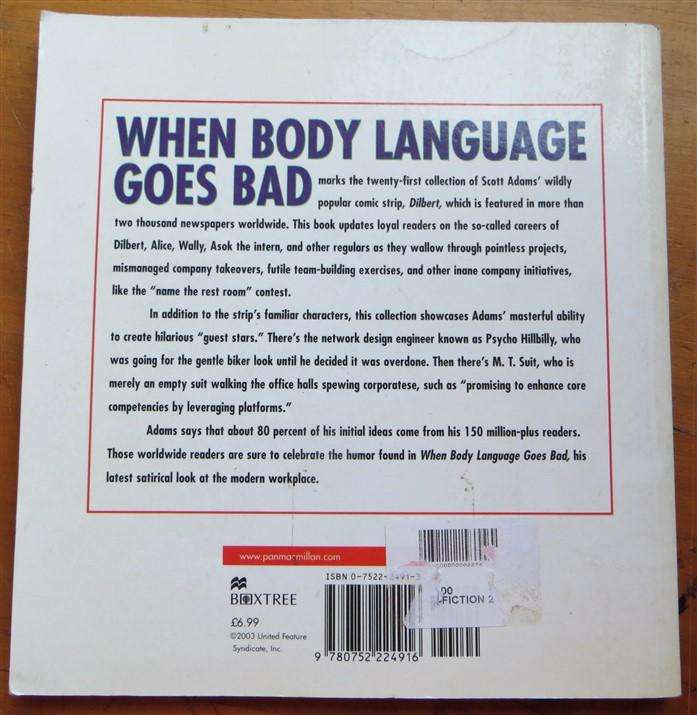 WHEN BODY LANGUAGE
GOES BAD marks the twenty-first collection of Scott Adams' wildly
popular comic strip, Dilbert, which is featured in more than
two thousand newspapers worldwide. This book updates loyal readers on the so-called careers of
Dilbert, Alice, Wally, Asok the intern, and other regulars as they wallow through pointless projects,
mismanaged company takeovers, futile team-building exercises, and other inane company initiatives,
like the "name the rest room" contest.
In addition to the strip's familiar characters, this collection showcases Adams' masterful ability
to create hilarious "guest stars." There's the network design engineer known as Psycho Hillbilly, who
was going for the gentle biker look until he decided it was overdone. Then there's M. T. Suit, who is
merely an empty suit walking the office halls spewing corporatese, such as "promising to enhance core
competencies by leveraging platforms."
Adams says that about 80 percent of his initial ideas come from his 150 million-plus readers.
Those worldwide readers are sure to celebrate the humor found in When Body Language Goes Bad, his
latest satirical look at the modern workplace.
www.panmacmillan.com
ISBN 0-7522-2491-3
00
-FICTION 2
BOXTREE
£6.99
©2003 United Feature
Syndicate, Inc.
9 780752 224916